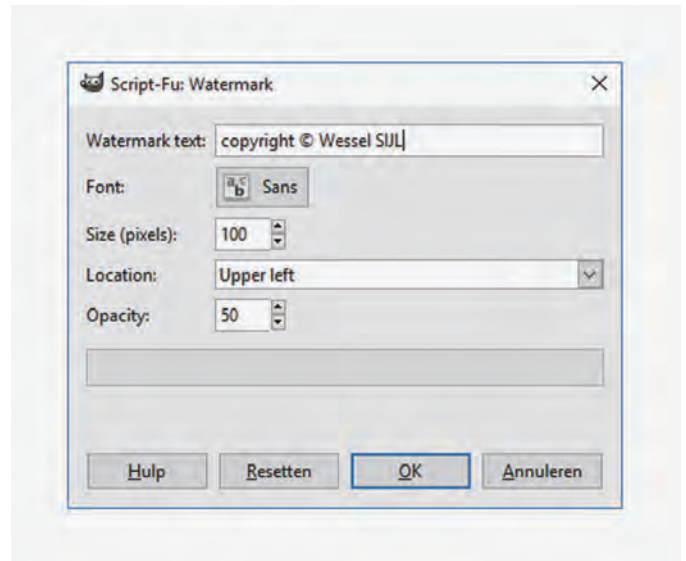 Script-Fu: Watermark
Watermark text: copyright © Wessel SIJL
Font: Sans
Size (pixels): 100
Location: Upper left
Opacity: 50
Hulp Resetten OK Annuleren